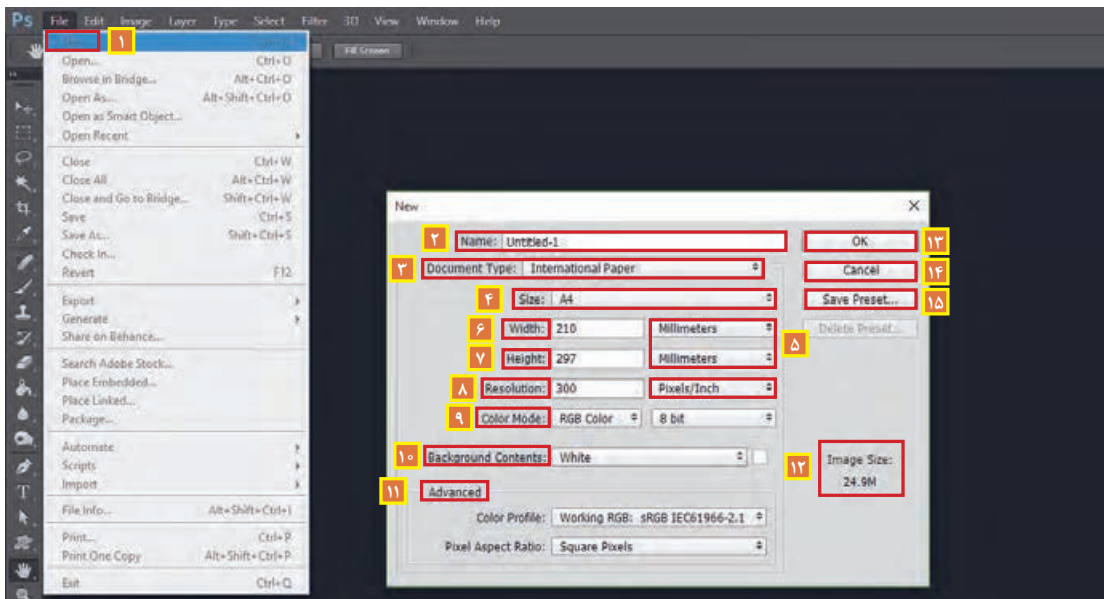 Ps File Edit Image Layer Type Select Filter 3D View Window Help
۱
Fill Screen
Open... Ctrl+O
Browse in Bridge... Alt+Ctrl+O
Open As... Alt+Shift+Ctrl+O
Open as Smart Object...
Open Recent
Close Ctrl+W
Close All Alt+Ctrl+W
Close and Go to Bridge... Shift+Ctrl+W
Save Ctrl+S
Save As... Shift+Ctrl+S
Check In...
Revert F12
Export
Generate
Share on Behance...
Search Adobe Stock...
Place Embedded...
Place Linked...
Package...
Automate
Scripts
Import
File Info... Alt+Shift+Ctrl+I
Print... Ctrl+P
Print One Copy Alt+Shift+Ctrl+P
Exit Ctrl+Q
New
۲ Name: Untitled-1 OK ۱۳
۳ Document Type: International Paper Cancel ۱۴
۴ Size: A4 Save Preset... ۱۵
۶ Width: 210 Millimeters Delete Preset...
۵
۷ Height: 297 Millimeters
۸ Resolution: 300 Pixels/Inch
۹ Color Mode: RGB Color 8 bit
۱۰ Background Contents: White
۱۲ Image Size:
24.9M
۱۱ Advanced
Color Profile: Working RGB: sRGB IEC61966-2.1
Pixel Aspect Ratio: Square Pixels